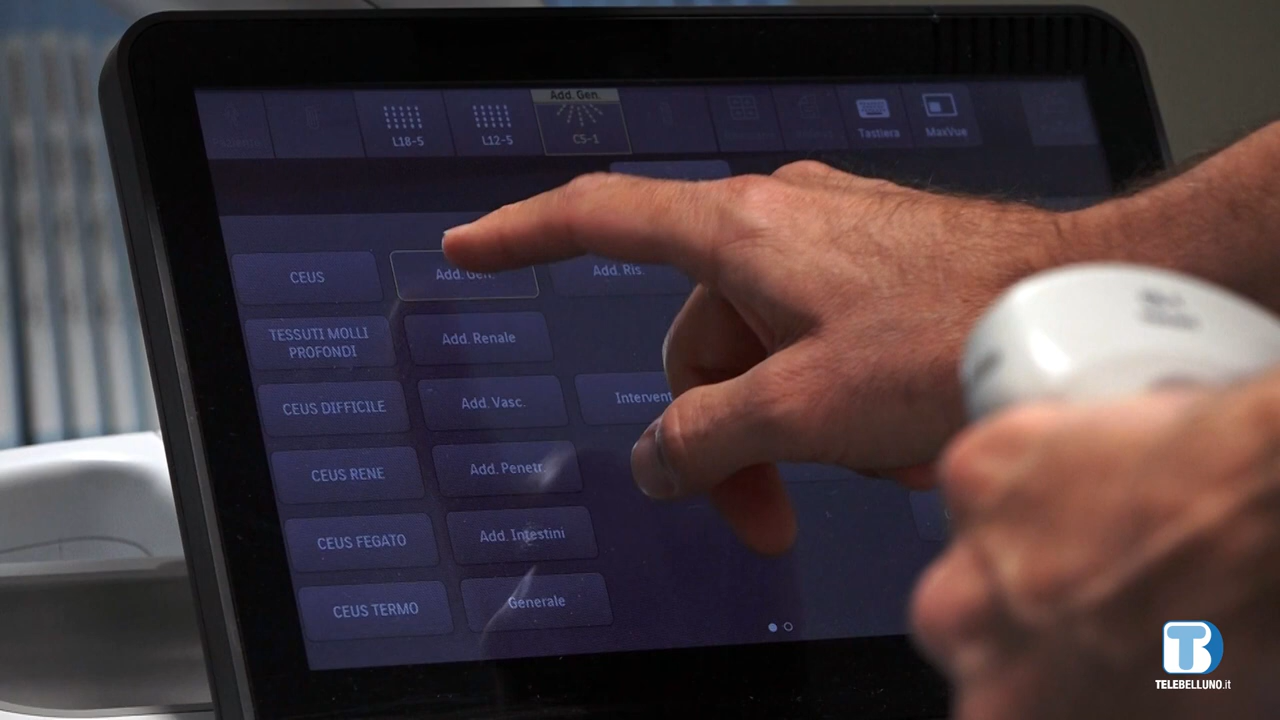 Add. Gen.
L18-5
L12-5
C5-1
Tastiera
MaxVue
CEUS
Add. Gen.
Add. Ris.
TESSUTI MOLLI
PROFONDI
Add. Renale
CEUS DIFFICILE
Add. Vasc.
Intervent
CEUS RENE
Add. Penetr.
CEUS FEGATO
Add. Intestini
CEUS TERMO
Generale
TELEBELLUNO.it